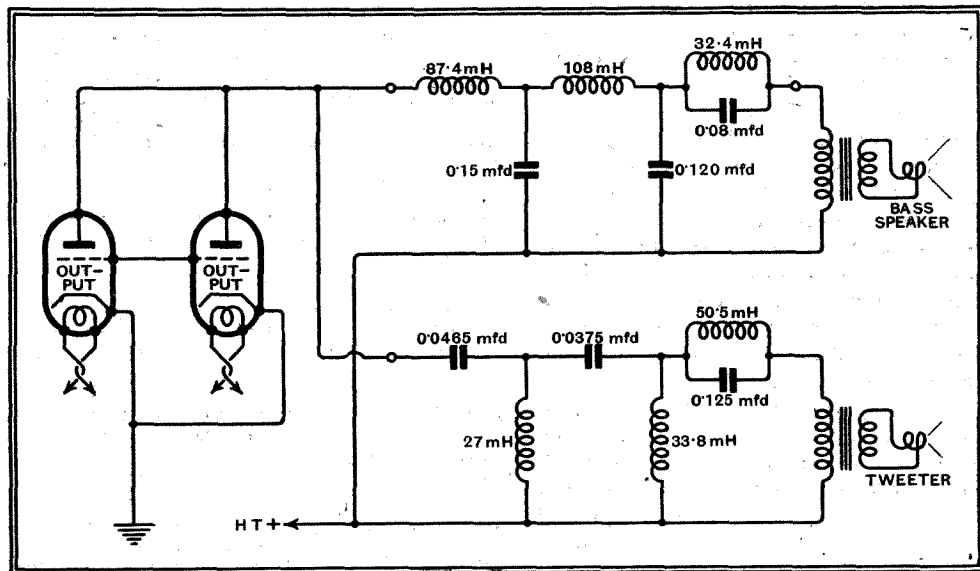 32·4mH
87·4mH
108mH
0·08 mfd
0·15 mfd
0·120 mfd
BASS
SPEAKER
OUT-
PUT
OUT-
PUT
50·5mH
0·0465 mfd
0·0375 mfd
0·125 mfd
27mH
33·8mH
TWEETER
HT+